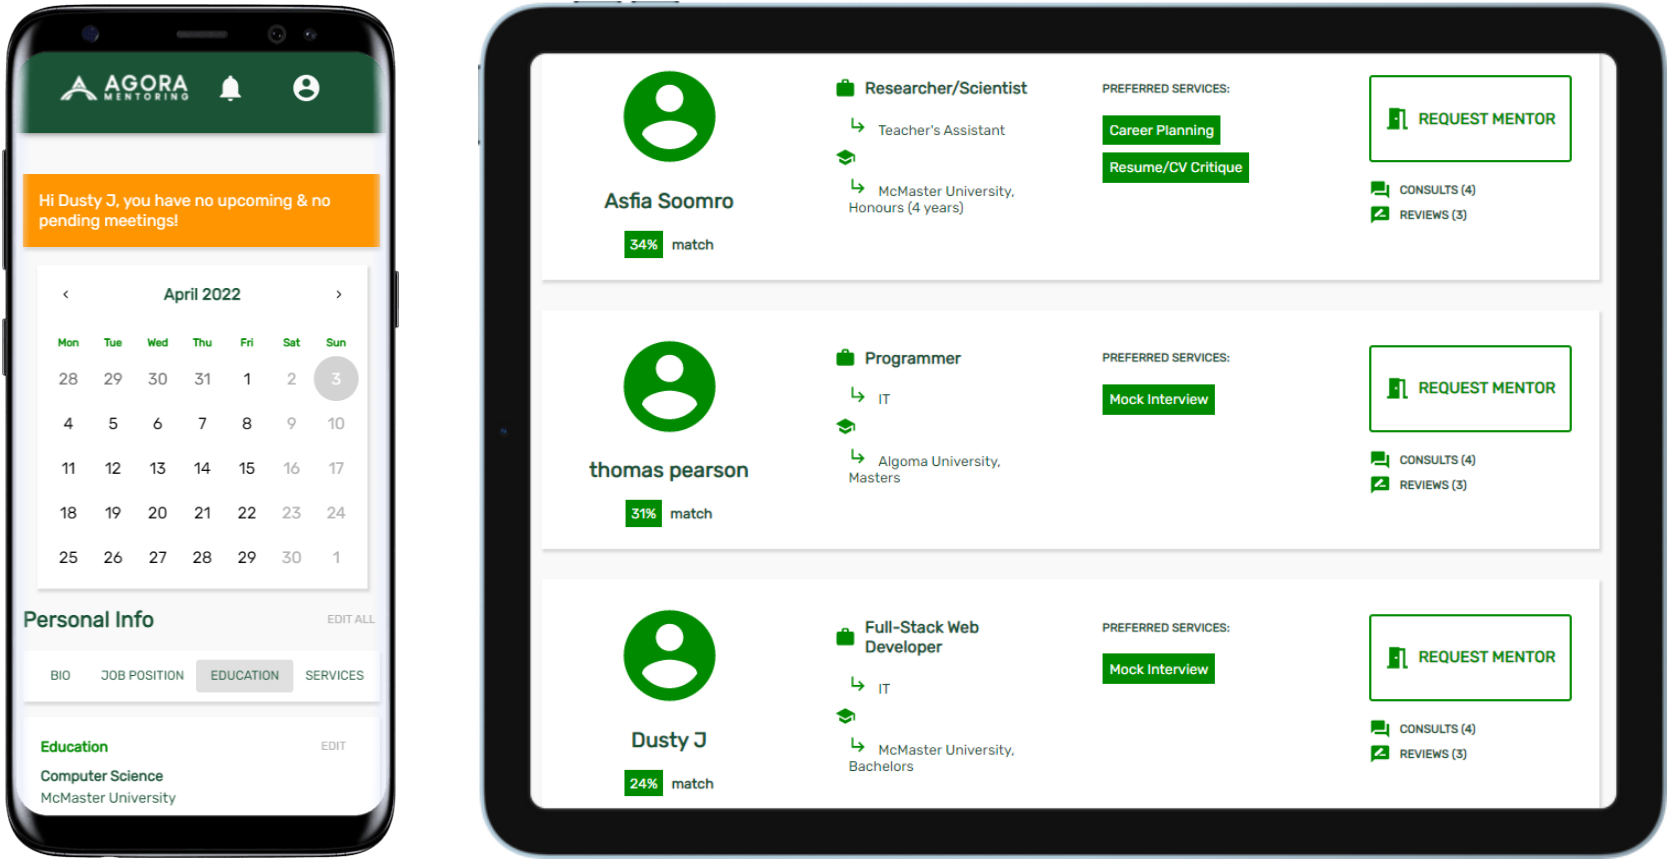 AGORA
MENTORING
Hi Dusty J, you have no upcoming & no
pending meetings!
April 2022
Mon Tue Wed Thu Fri Sat Sun
28 29 30 31 1 2 3
4 5 6 7 8 9 10
11 12 13 14 15 16 17
18 19 20 21 22 23 24
25 26 27 28 29 30 1
Personal Info EDIT ALL
BIO JOB POSITION EDUCATION SERVICES
Education EDIT
Computer Science
McMaster University
Asfia Soomro
34% match
Researcher/Scientist
Teacher's Assistant
McMaster University,
Honours (4 years)
PREFERRED SERVICES:
Career Planning
Resume/CV Critique
REQUEST MENTOR
CONSULTS (4)
REVIEWS (3)
thomas pearson
31% match
Programmer
IT
Algoma University,
Masters
PREFERRED SERVICES:
Mock Interview
REQUEST MENTOR
CONSULTS (4)
REVIEWS (3)
Dusty J
24% match
Full-Stack Web
Developer
IT
McMaster University,
Bachelors
PREFERRED SERVICES:
Mock Interview
REQUEST MENTOR
CONSULTS (4)
REVIEWS (3)